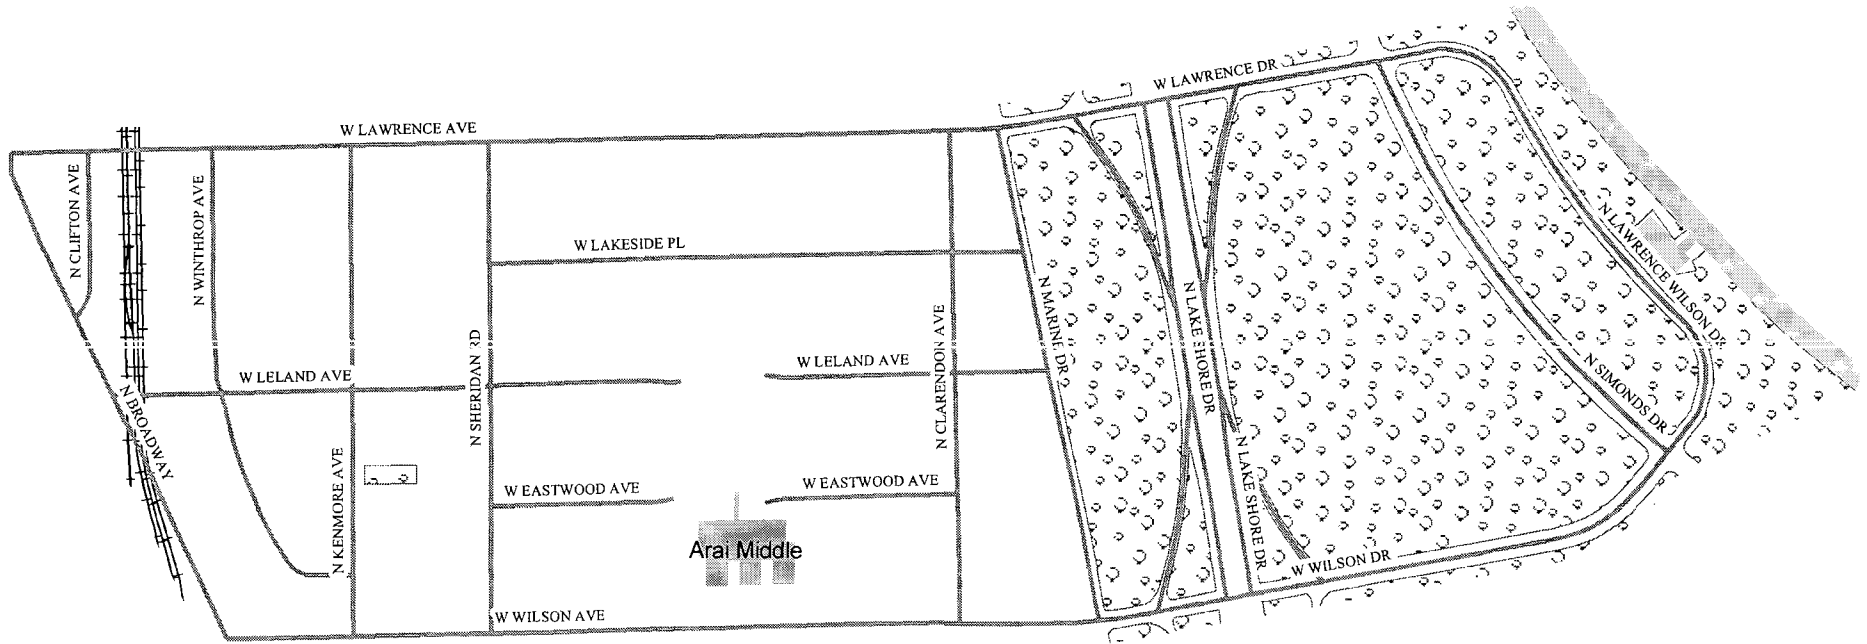 W LAWRENCE DR
W LAWRENCE AVE
N CLIFTON AVE
N WINTHROP AVE
W LAKESIDE PL
N LAWRENCE WILSON DR
N MARINE DR
N LAKE SHORE DR
N SHERIDAN RD
N CLARENDON AVE
W LELAND AVE
W LELAND AVE
N SIMONDS DR
N BROADWAY
N KENMORE AVE
W EASTWOOD AVE
W EASTWOOD AVE
N LAKE SHORE DR
Arai Middle
W WILSON DR
W WILSON AVE